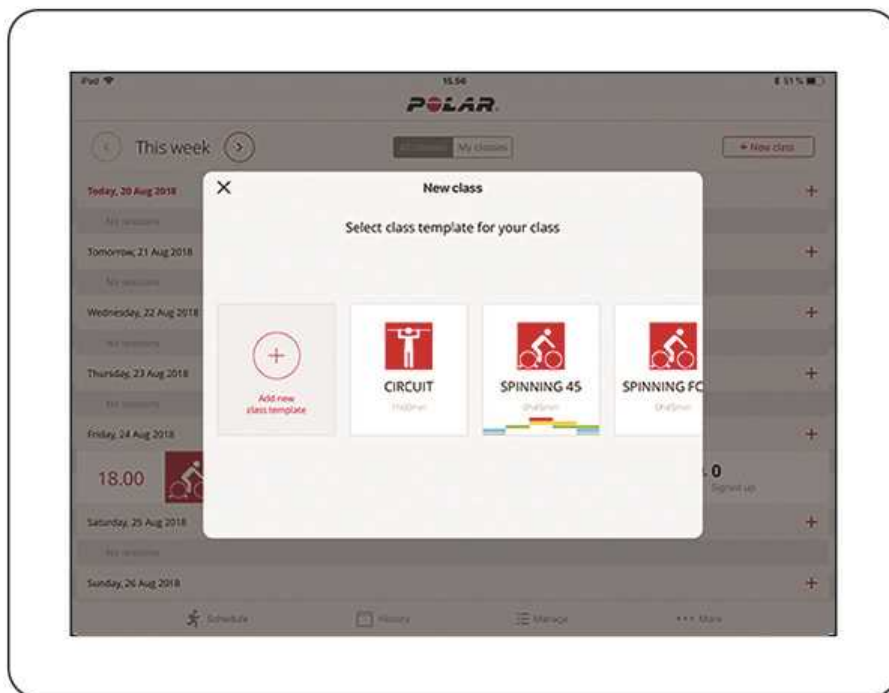 iPad
15.56
51 %
POLAR
This week
All classes My classes
+ New class
Today, 20 Aug 2018
No sessions
Tomorrow, 21 Aug 2018
No sessions
Wednesday, 22 Aug 2018
No sessions
Thursday, 23 Aug 2018
No sessions
Friday, 24 Aug 2018
18.00
0
Signed up
Saturday, 25 Aug 2018
No sessions
Sunday, 26 Aug 2018
New class
Select class template for your class
Add new
class template
CIRCUIT
SPINNING 45
0h45min
SPINNING FO
0h45min
Schedule
History
Manage
More